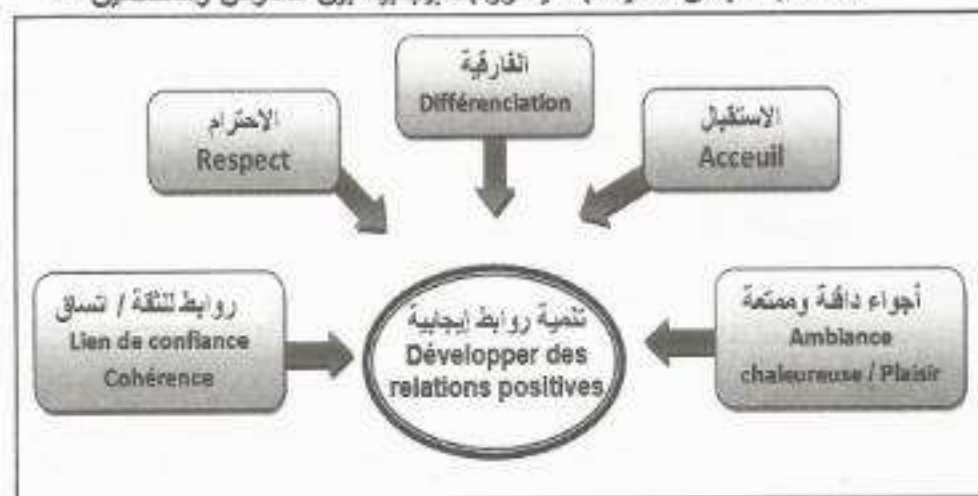 الفارقية
Différenciation
الاحترام
Respect
الاستقبال
Acceuil
روابط للثقة / اتساق
Lien de confiance
Cohérence
تنمية روابط إيجابية
Développer des
relations positives
أجواء دافئة وممتعة
Ambiance
chaleureuse / Plaisir